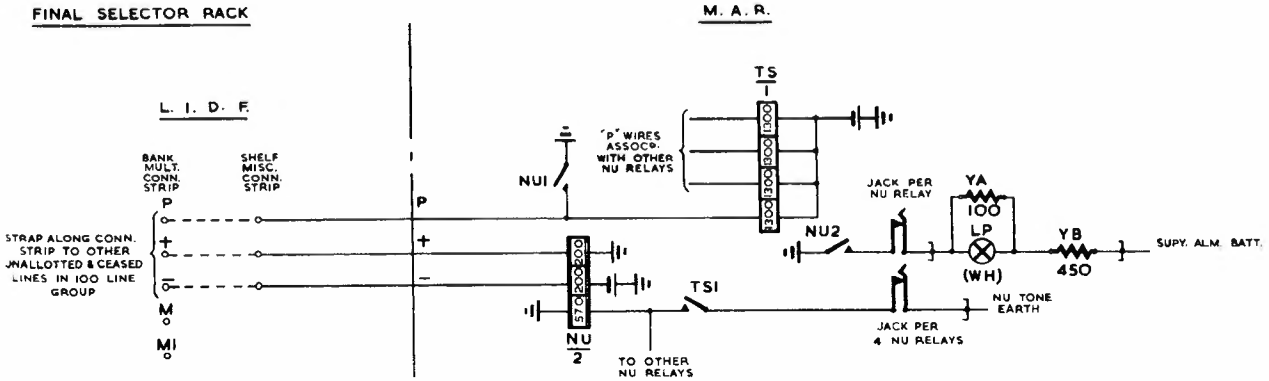 FINAL SELECTOR RACK
M. A. R.
L. I. D. F.
TS
1
1300
1300
1300
1300
"P" WIRES
ASSOCD.
WITH OTHER
NU RELAYS
BANK
MULT.
CONN.
STRIP
SHELF
MISC.
CONN.
STRIP
NU1
JACK PER
NU RELAY
YA
100
P
P
LP
(WH)
YB
450
SUPY. ALM. BATT.
NU2
STRAP ALONG CONN.
STRIP TO OTHER
UNALLOTTED & CEASED
LINES IN 100 LINE
GROUP
+
+
-
-
200
200
570
NU
2
TS1
M
M1
NU TONE
EARTH
JACK PER
4 NU RELAYS
TO OTHER
NU RELAYS